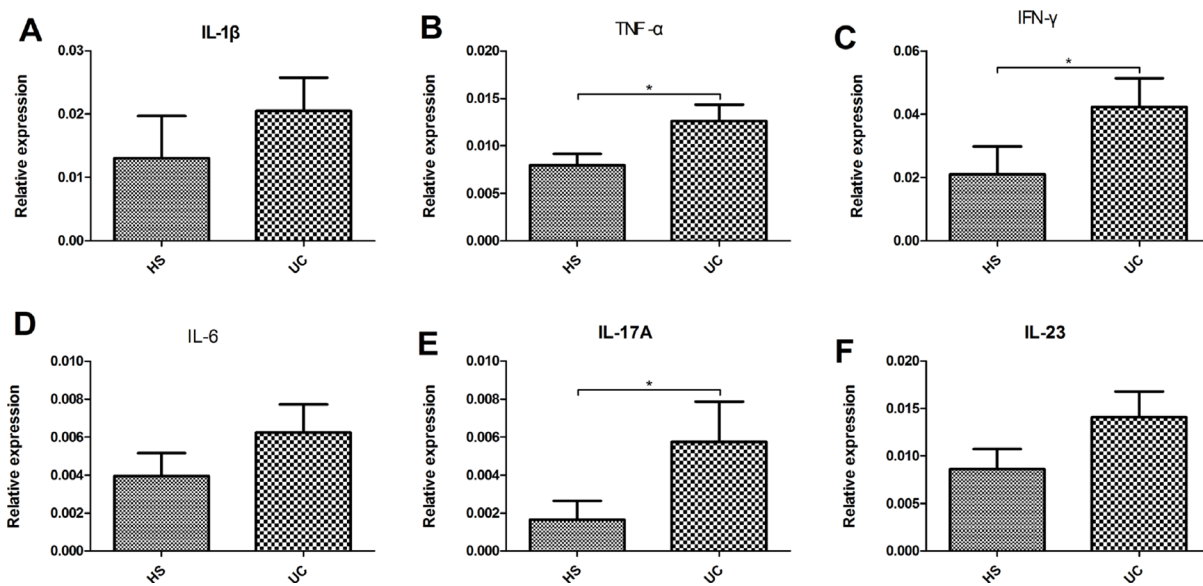 A
IL-1β
Relative expression
0.03
0.02
0.01
0.00
HS
UC
B
TNF-α
Relative expression
0.020
0.015
0.010
0.005
0.000
*
HS
UC
C
IFN-γ
Relative expression
0.06
0.04
0.02
0.00
*
HS
UC
D
IL-6
Relative expression
0.010
0.008
0.006
0.004
0.002
0.000
HS
UC
E
IL-17A
Relative expression
0.010
0.008
0.006
0.004
0.002
0.000
*
HS
UC
F
IL-23
Relative expression
0.020
0.015
0.010
0.005
0.000
HS
UC